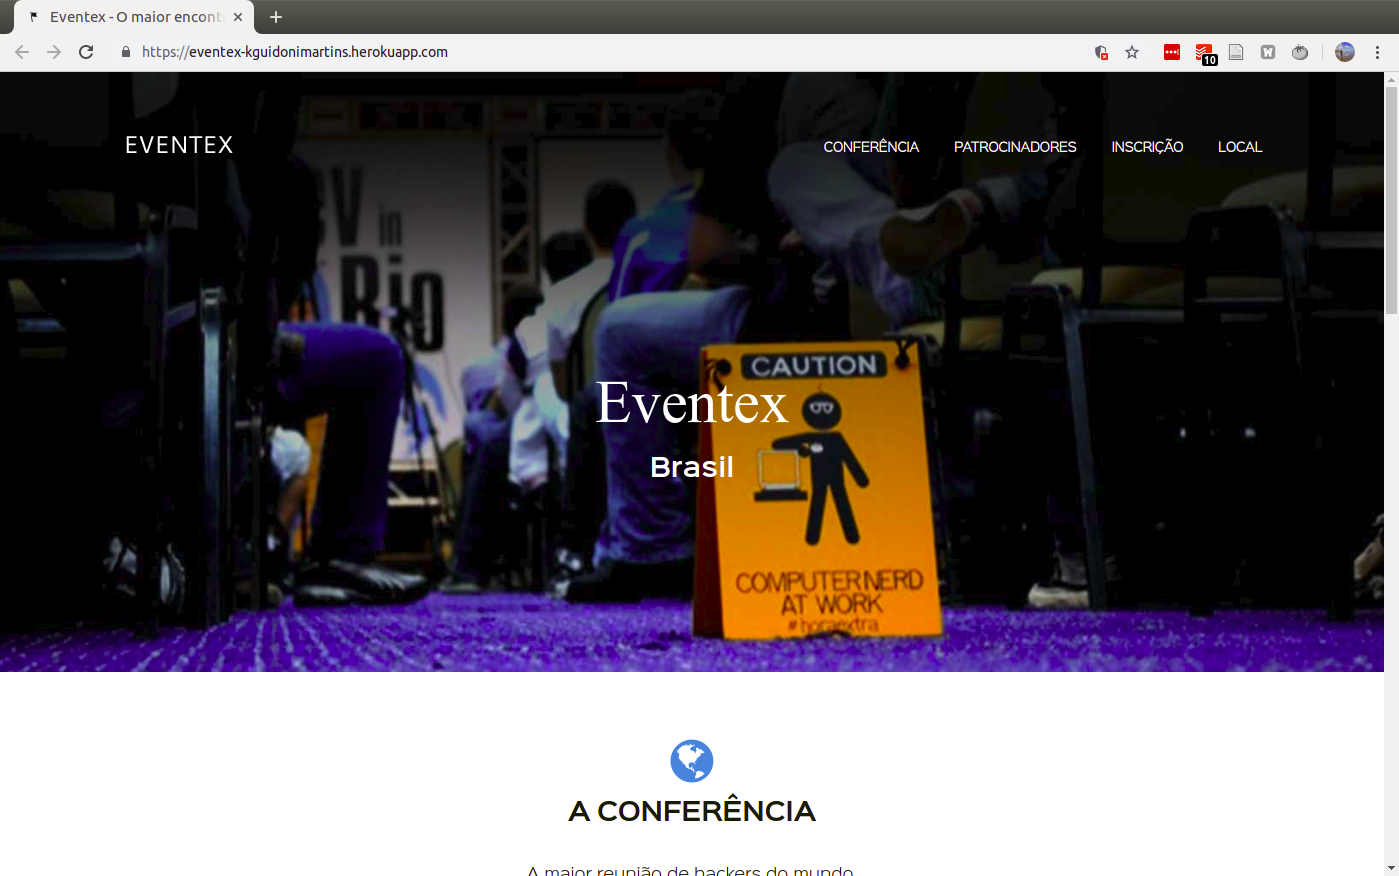 Eventex - O maior encont
https://eventex-kguidonimartins.herokuapp.com
10
W
EVENTEX
CONFERÊNCIA PATROCINADORES INSCRIÇÃO LOCAL
in
Rio
CAUTION
Eventex
Brasil
COMPUTER NERD
AT WORK
#horaextra
A CONFERÊNCIA
A maior reunião de hackers do mundo